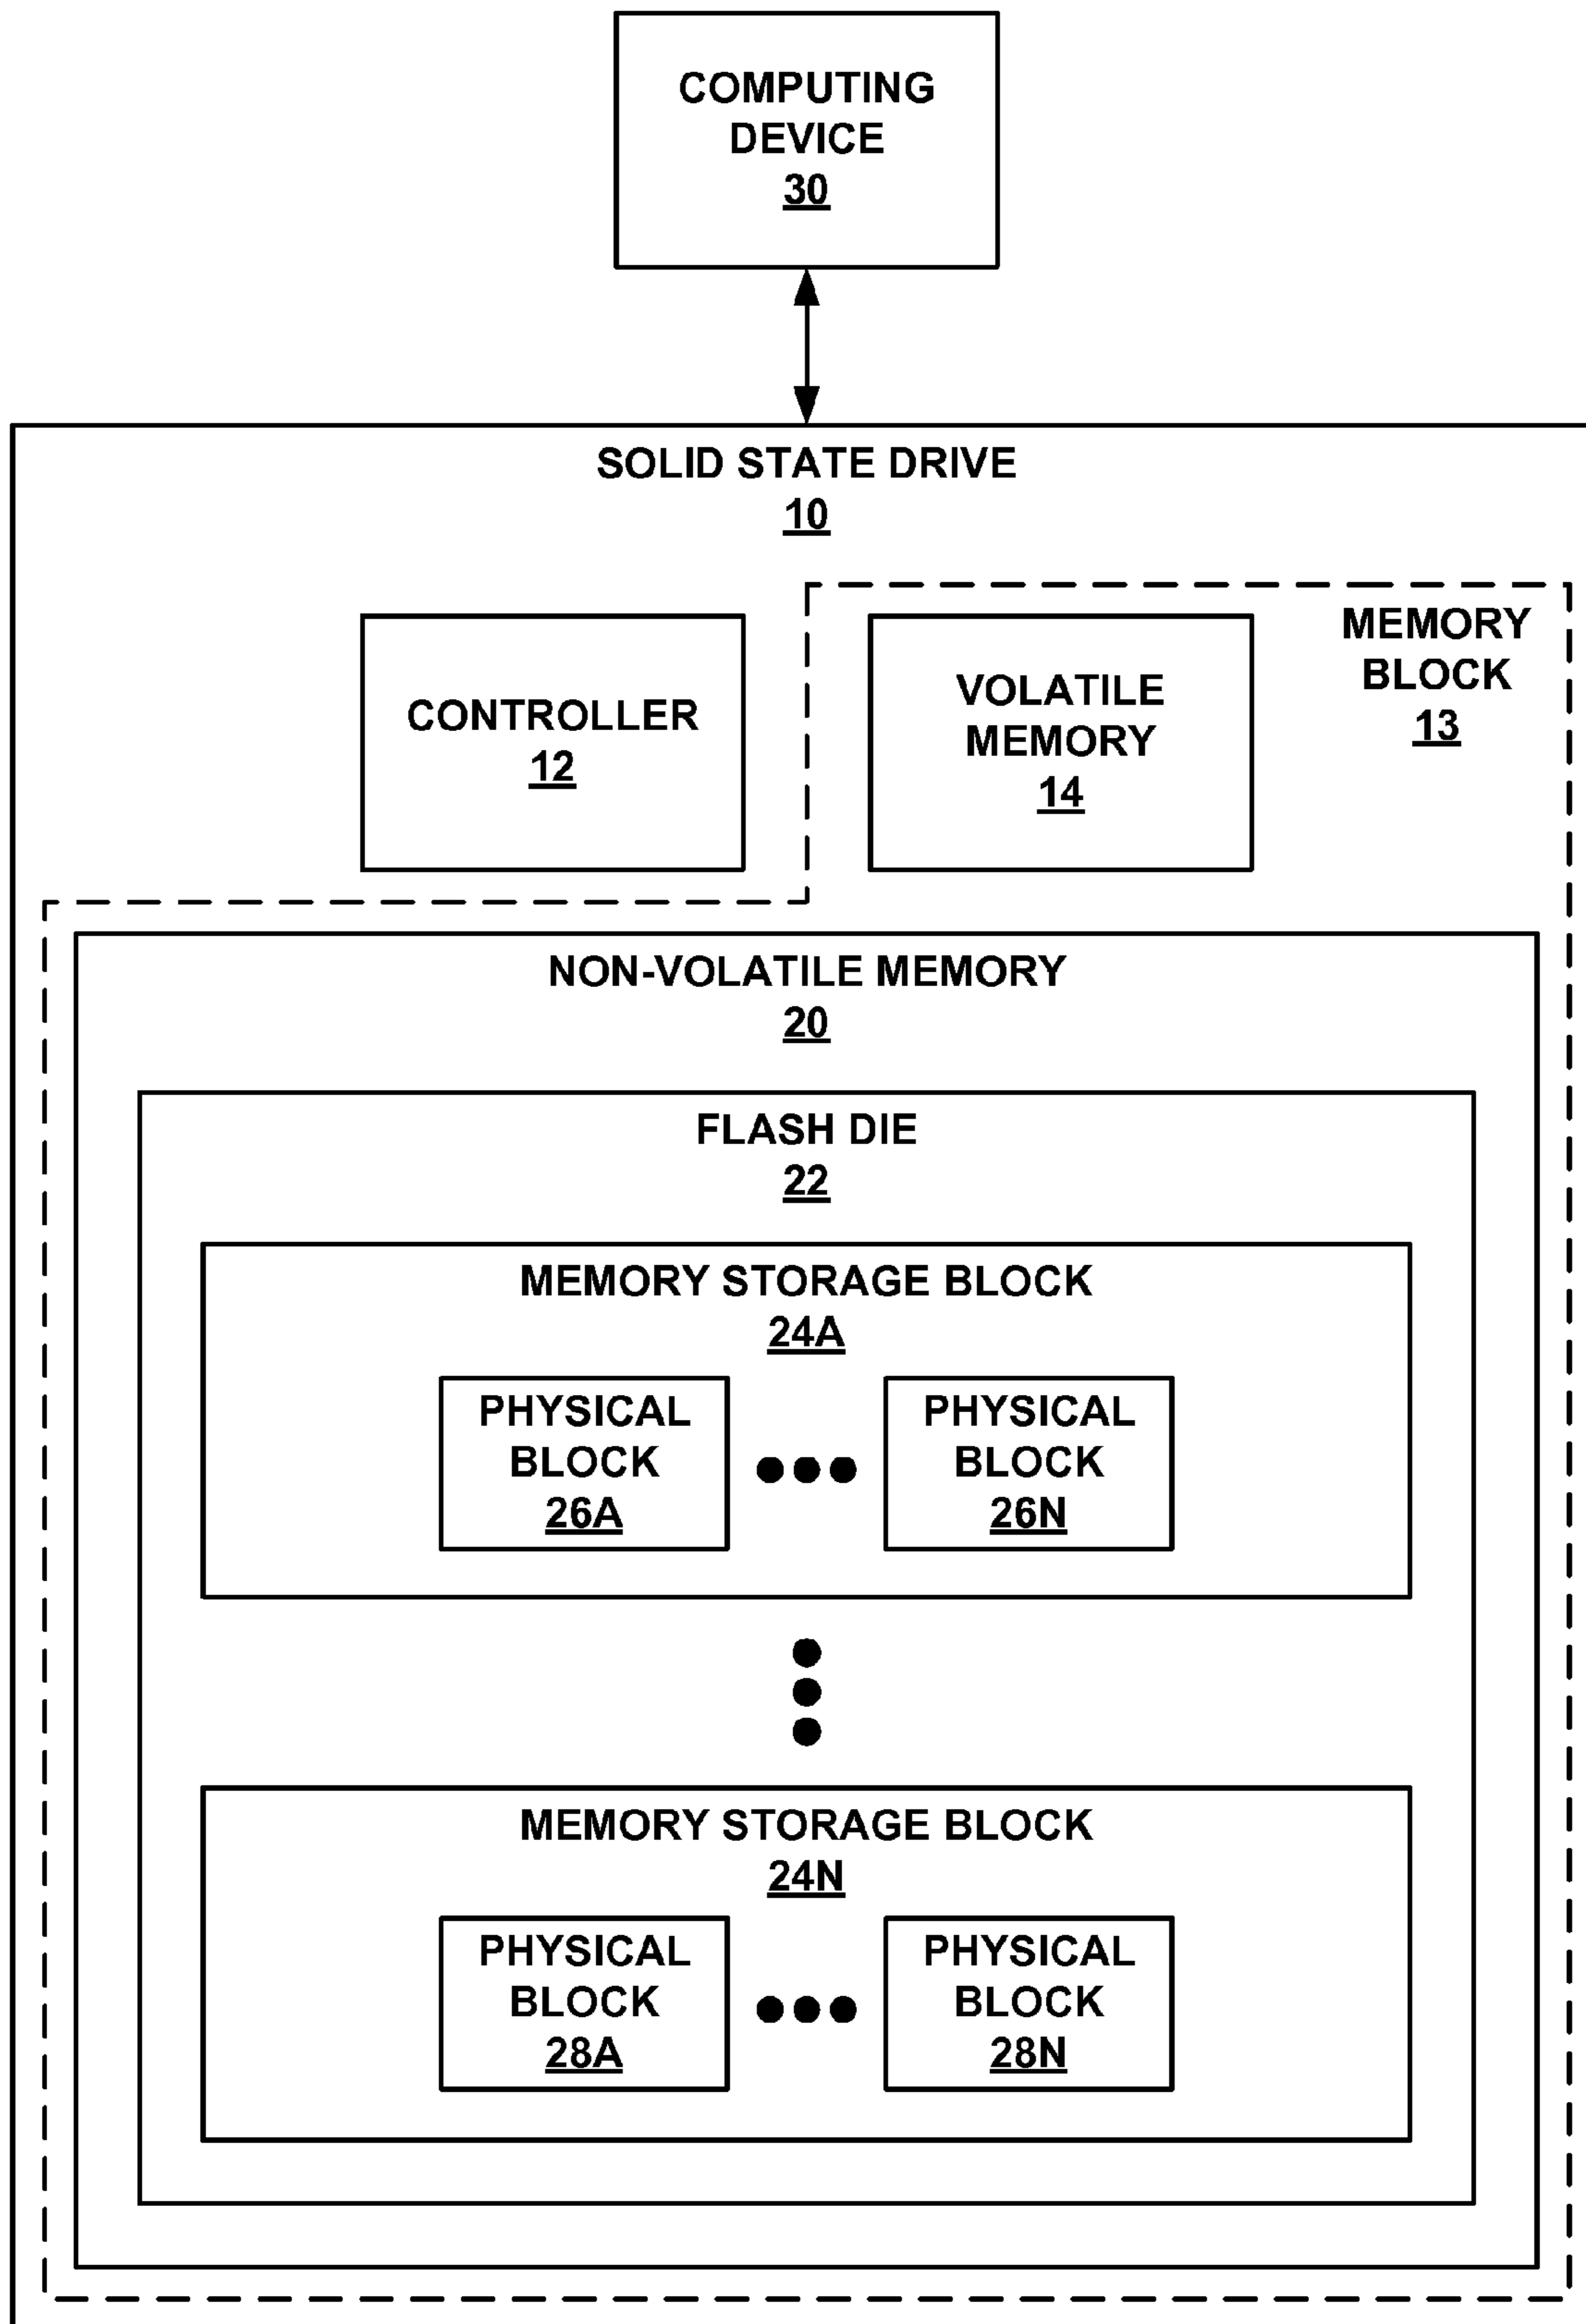 COMPUTING
DEVICE
30
SOLID STATE DRIVE
10
MEMORY
BLOCK
13
CONTROLLER
12
VOLATILE
MEMORY
14
NON-VOLATILE MEMORY
20
FLASH DIE
22
MEMORY STORAGE BLOCK
24A
PHYSICAL
BLOCK
26A
PHYSICAL
BLOCK
26N
MEMORY STORAGE BLOCK
24N
PHYSICAL
BLOCK
28A
PHYSICAL
BLOCK
28N